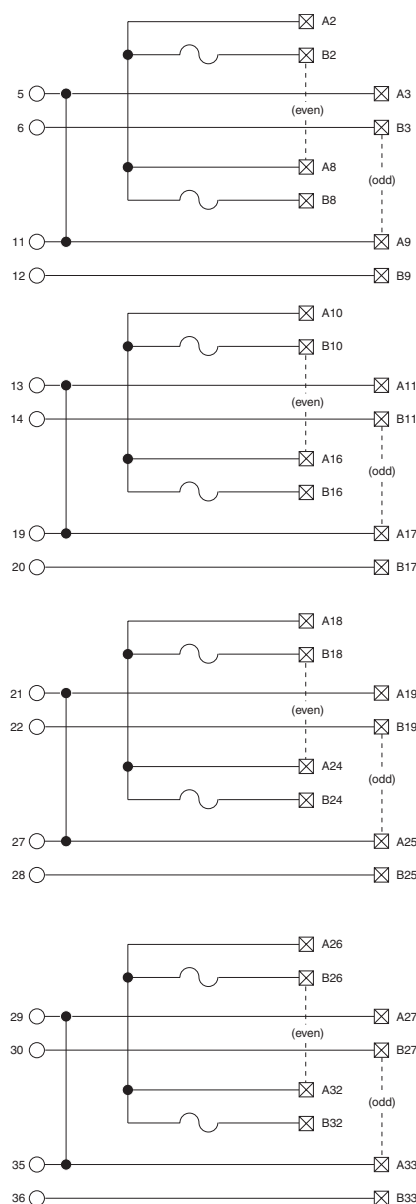 A2
B2
5 A3
(even)
6 B3
A8
(odd)
B8
11 A9
12 B9
A10
B10
13 A11
(even)
14 B11
A16
(odd)
B16
19 A17
20 B17
A18
B18
21 A19
(even)
22 B19
A24
(odd)
B24
27 A25
28 B25
A26
B26
29 A27
(even)
30 B27
A32
(odd)
B32
35 A33
36 B33